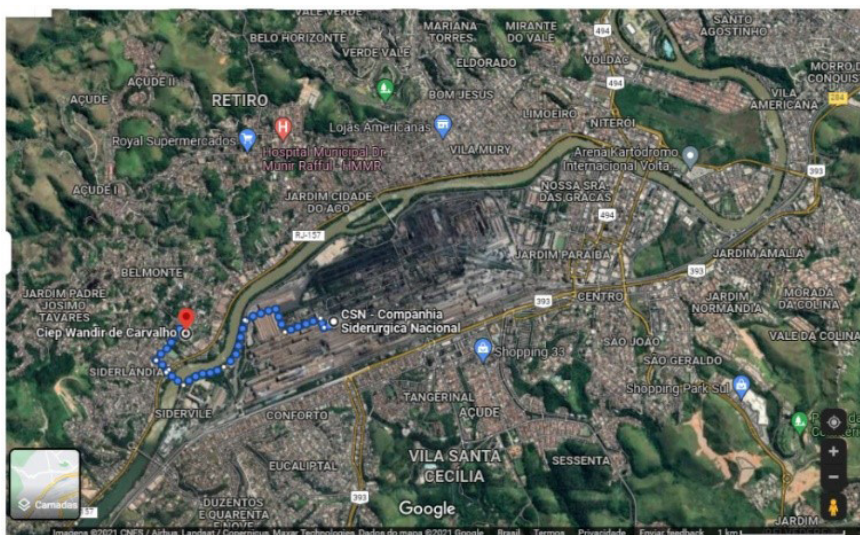 VALE VERDE
BELO HORIZONTE
VERDE VALE
MARIANA
TORRES
MIRANTE
DO VALE
494
SANTO
AGOSTINHO
AÇUDE II
AÇUDE
RETIRO
ELDORADO
VOLDAC
494
MORRO D
CONQUIS
BOM JESUS
VILA
AMERICANA
Royal Supermercados
Hospital Municipal Dr.
Munir Rafful - HMMR
Lojas Americanas
LIMOEIRO
NITEROI
VILA MURY
Arena Kartódromo
Internacional Volta...
393
AÇUDE I
JARDIM CIDADE
DO AÇO
NOSSA SRA.
DAS GRAÇAS
494
RJ-157
JARDIM PARAÍBA
JARDIM AMALIA
393
BELMONTE
JARDIM PADRE
JOSIMO
TAVARES
393
CENTRO
JARDIM
NORMANDIA
MORADA
DA COLINA
Ciep Wandir de Carvalho
CSN - Companhia
Siderúrgica Nacional
VALE DA COLINA
Shopping 33
SÃO JOÃO
SÃO GERALDO
SIDERLÂNDIA
Shopping Park Sul
TANGERINAL
AÇUDE
SIDERVILE
CONFORTO
VILA SANTA
CECÍLIA
SESSENTA
EUCALIPTAL
393
DUZENTOS
E QUARENTA
E NOVE
Camadas
157
Google
JARDIM
Imagens ©2021 CNES / Airbus, Landsat / Copernicus, Maxar Technologies, Dados do mapa ©2021 Google Brasil Termos Privacidade Enviar feedback 1 km